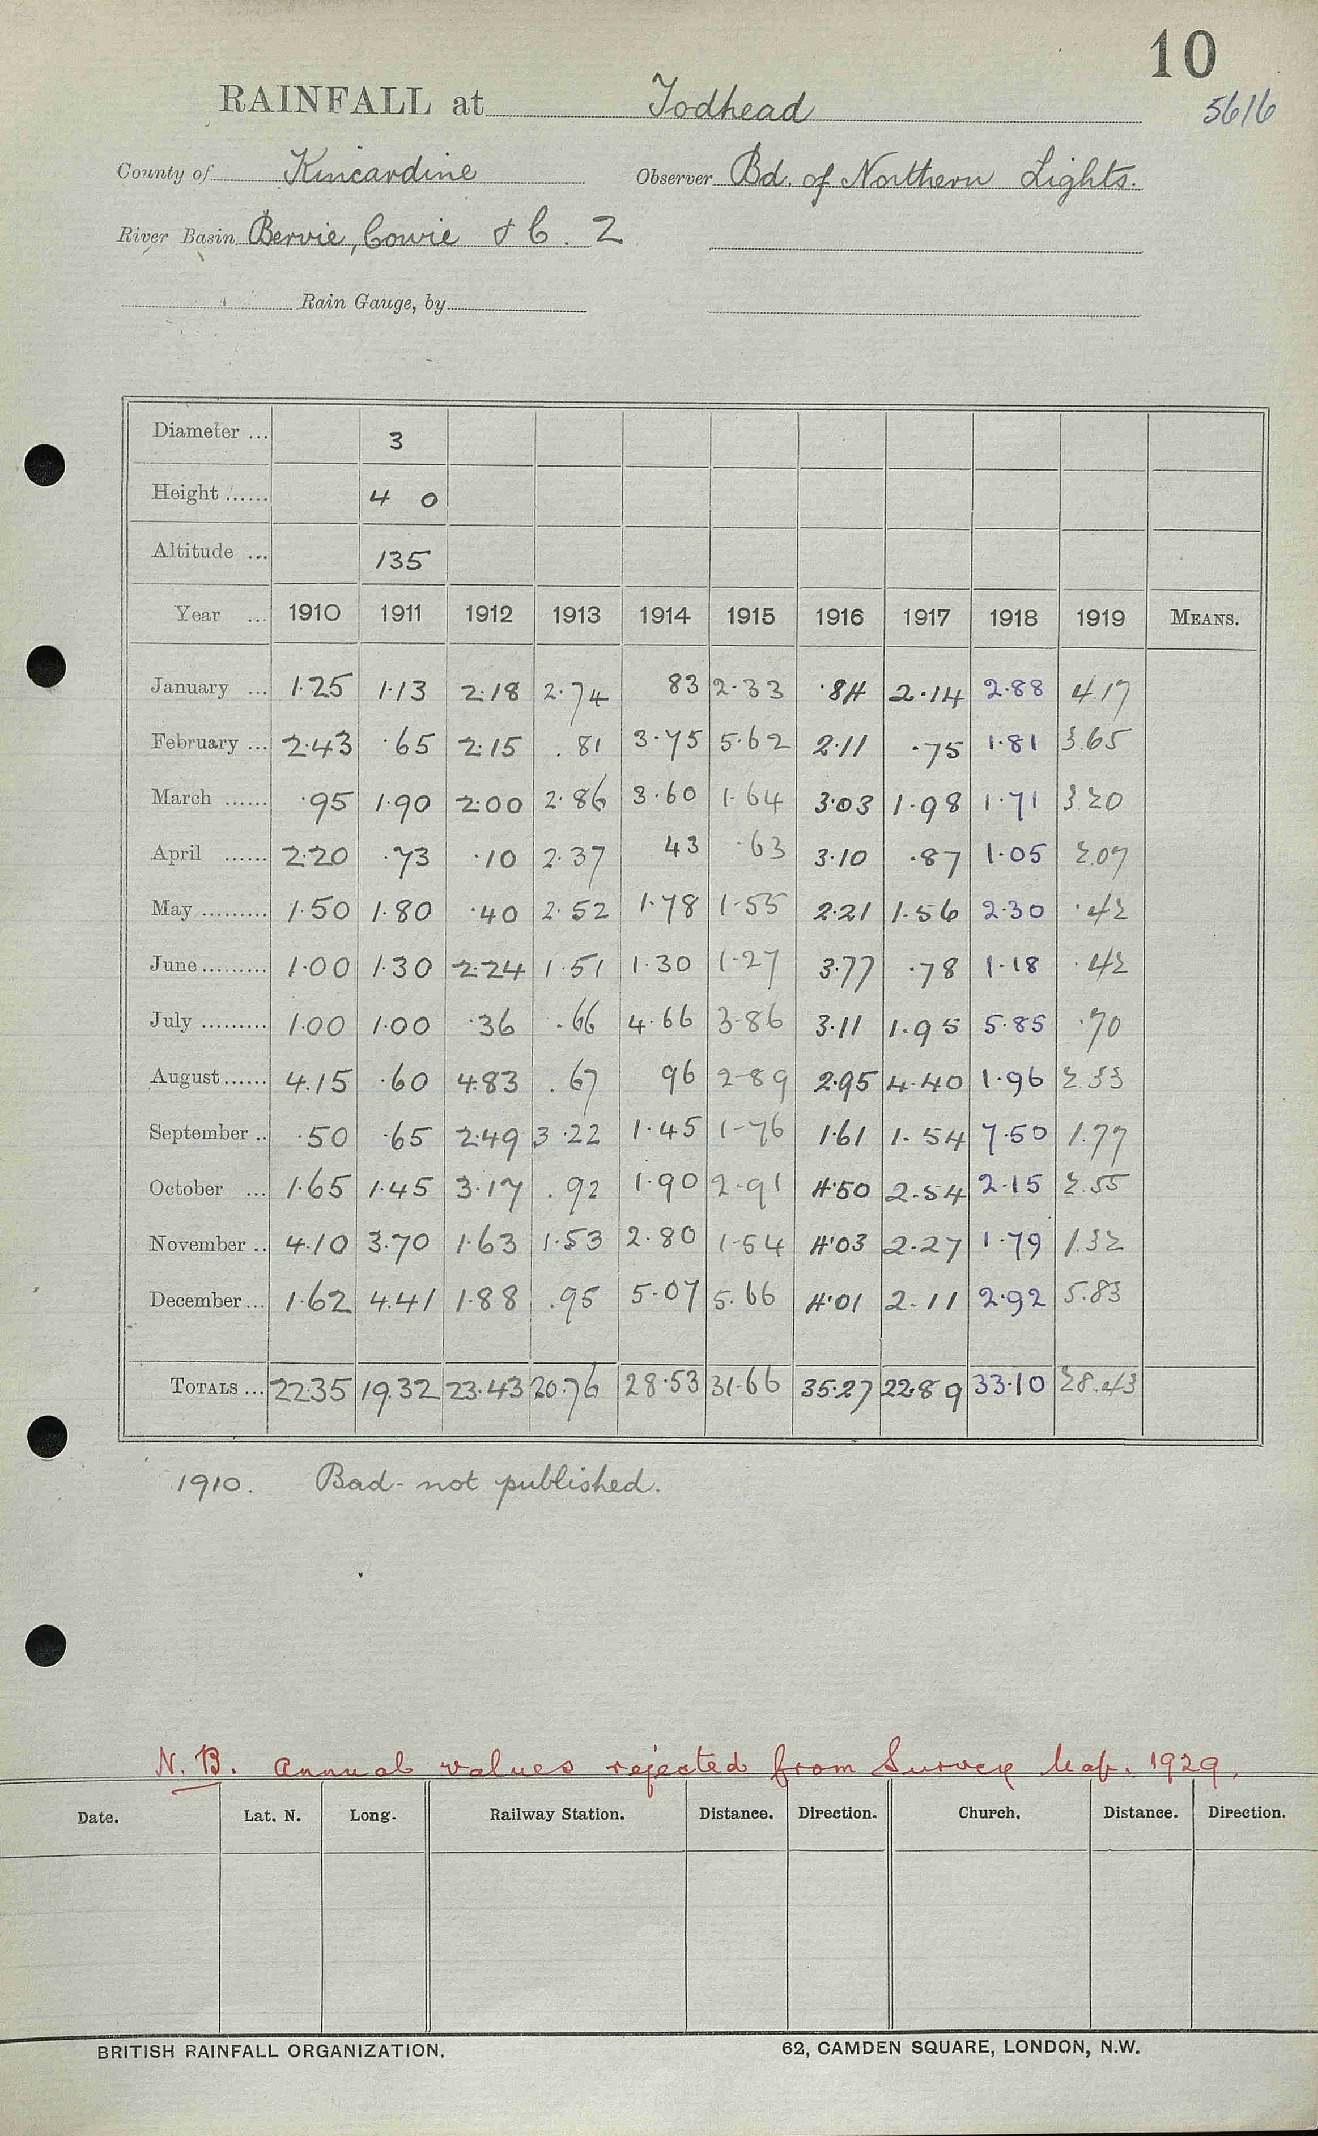 10
RAINFALL at Todhead 5616
County of Kincardine Observer Bd. of Northern Lights.
River Basin Bervie, Cowie & C. 2
Rain Gauge, by
Diameter ... 3
Height ...... 4 0
Altitude ... 135
Year ... 1910 1911 1912 1913 1914 1915 1916 1917 1918 1919 MEANS.
January ... 1.25 1.13 2.18 2.74 83 2.33 .84 2.14 2.88 4.17
February ... 2.43 .65 2.15 .81 3.75 5.62 2.11 .75 1.81 3.65
March ...... .95 1.90 2.00 2.86 3.60 1.64 3.03 1.98 1.71 3.20
April ...... 2.20 .73 .10 2.37 43 .63 3.10 .87 1.05 2.07
May ......... 1.50 1.80 .40 2.52 1.78 1.55 2.21 1.56 2.30 .42
June ......... 1.00 1.30 2.24 1.51 1.30 1.27 3.77 .78 1.18 .42
July ......... 1.00 1.00 .36 .66 4.66 3.86 3.11 1.95 5.85 .70
August ...... 4.15 .60 4.83 .67 96 2.89 2.95 4.40 1.96 2.33
September .. .50 .65 2.49 3.22 1.45 1.76 1.61 1.54 7.50 1.77
October ... 1.65 1.45 3.17 .92 1.90 2.91 4.50 2.54 2.15 2.55
November .. 4.10 3.70 1.63 1.53 2.80 1.54 4.03 2.27 1.79 1.32
December ... 1.62 4.41 1.88 .95 5.07 5.66 4.01 2.11 2.92 5.83
TOTALS ... 22.35 19.32 23.43 20.76 28.53 31.66 35.27 22.89 33.10 28.43
1910. Bad - not published.
N.B. Annual values rejected from Survey Map. 1929.
Date. Lat. N. Long. Railway Station. Distance. Direction. Church. Distance. Direction.
BRITISH RAINFALL ORGANIZATION. 62, CAMDEN SQUARE, LONDON, N.W.